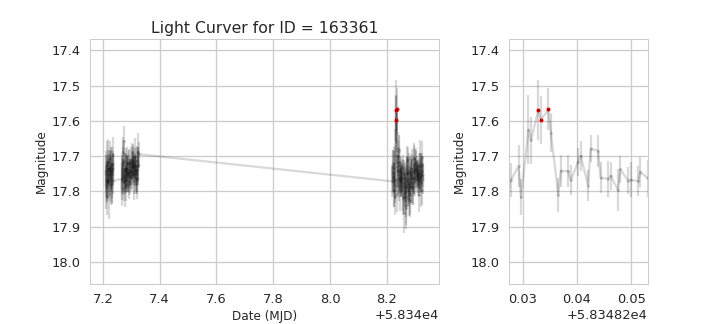 Light Curver for ID = 163361
17.4
17.5
17.6
17.7
17.8
17.9
18.0
Magnitude
7.2 7.4 7.6 7.8 8.0 8.2
Date (MJD)
+5.834e4
17.4
17.5
17.6
17.7
17.8
17.9
18.0
Magnitude
0.03 0.04 0.05
+5.83482e4